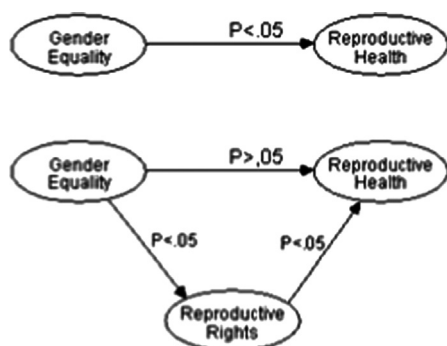 Gender
Equality
P<.05
Reproductive
Health
Gender
Equality
P>,05
Reproductive
Health
P<.05
P<.05
Reproductive
Rights